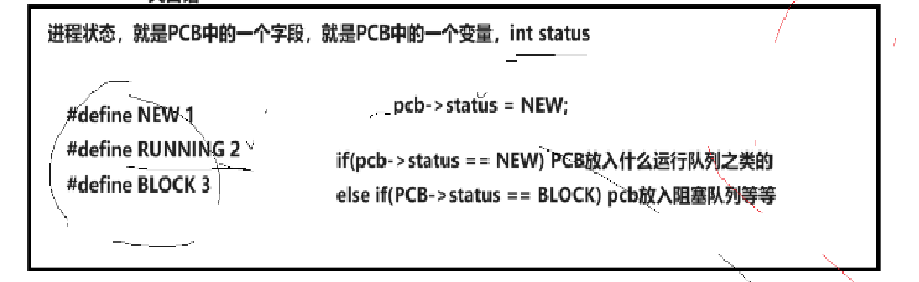 进程状态，就是PCB中的一个字段，就是PCB中的一个变量，int status
#define NEW 1
#define RUNNING 2
#define BLOCK 3
pcb->status = NEW;
if(pcb->status == NEW) PCB放入什么运行队列之类的
else if(PCB->status == BLOCK) pcb放入阻塞队列等等